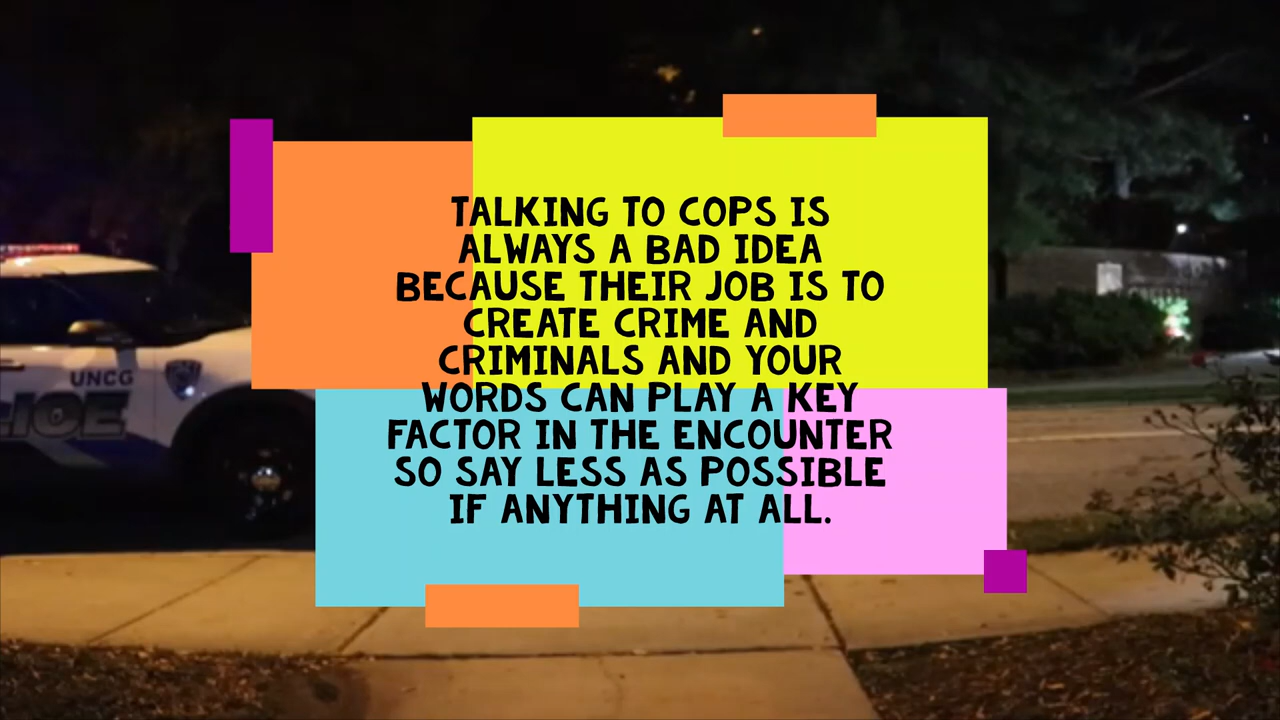 TALKING TO COPS IS
ALWAYS A BAD IDEA
BECAUSE THEIR JOB IS TO
CREATE CRIME AND
CRIMINALS AND YOUR
WORDS CAN PLAY A KEY
FACTOR IN THE ENCOUNTER
SO SAY LESS AS POSSIBLE
IF ANYTHING AT ALL.
UNCG
LICE